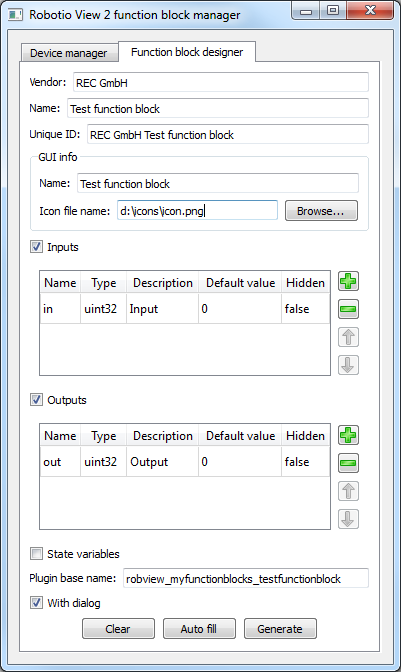 Robotio View 2 function block manager
Device manager Function block designer
Vendor: REC GmbH
Name: Test function block
Unique ID: REC GmbH Test function block
GUI info
Name: Test function block
Icon file name: d:\icons\icon.png Browse...
Inputs
Name Type Description Default value Hidden
in uint32 Input 0 false
Outputs
Name Type Description Default value Hidden
out uint32 Output 0 false
State variables
Plugin base name: robview_myfunctionblocks_testfunctionblock
With dialog
Clear Auto fill Generate